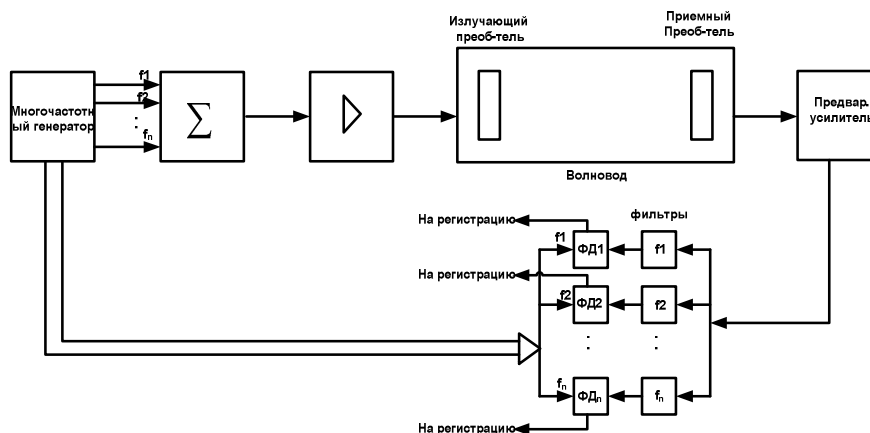 Излучающий
преоб-тель
Приемный
Преоб-тель
Многочастотн
ый генератор
f1
f2
:
fn
Σ
Предвар.
усилитель
Волновод
На регистрацию
фильтры
f1
ФД1
f1
На регистрацию
f2
ФД2
f2
:
:
fn
ФДn
fn
На регистрацию